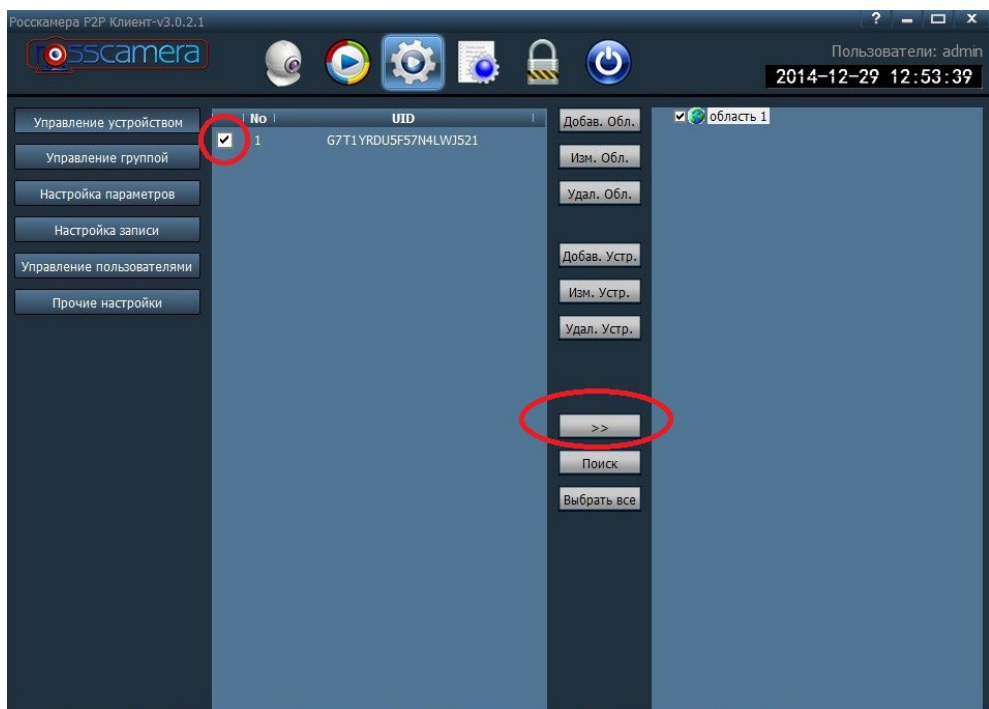 Росскамера P2P Клиент-v3.0.2.1
rosscamera
Пользователи: admin
2014-12-29 12:53:39
Управление устройством
Управление группой
Настройка параметров
Настройка записи
Управление пользователями
Прочие настройки
No UID
1 G7T1YRDU5F57N4LWJ521
Добав. Обл.
Изм. Обл.
Удал. Обл.
Добав. Устр.
Изм. Устр.
Удал. Устр.
>>
Поиск
Выбрать все
область 1